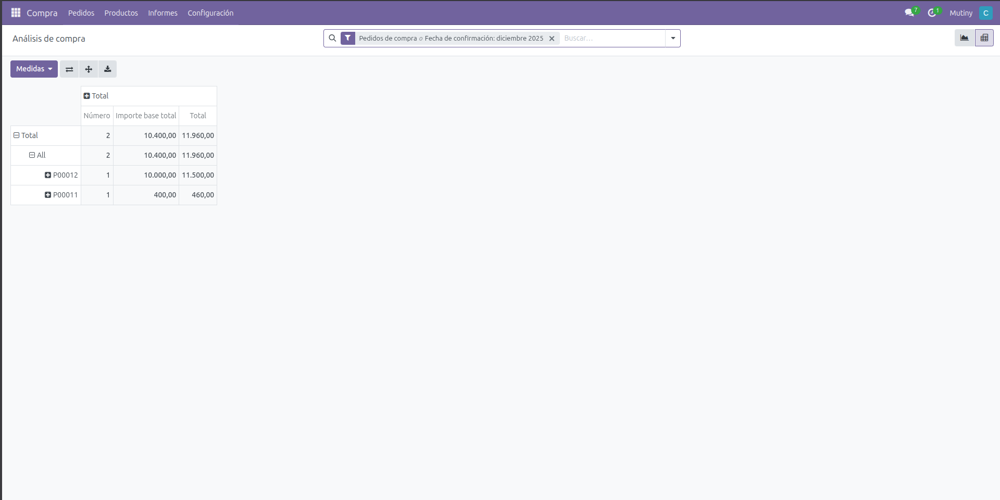 Compra Pedidos Productos Informes Configuración 7 1 Mutiny C
Análisis de compra
Pedidos de compra o Fecha de confirmación: diciembre 2025 Buscar...
Medidas
Total
Número Importe base total Total
Total 2 10.400,00 11.960,00
All 2 10.400,00 11.960,00
P00012 1 10.000,00 11.500,00
P00011 1 400,00 460,00